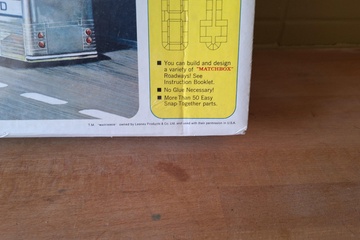 ■ You can build and design
a variety of "MATCHBOX"
Roadways! See
Instruction Booklet.
■ No Glue Necessary!
■ More Than 50 Easy
Snap-Together parts.